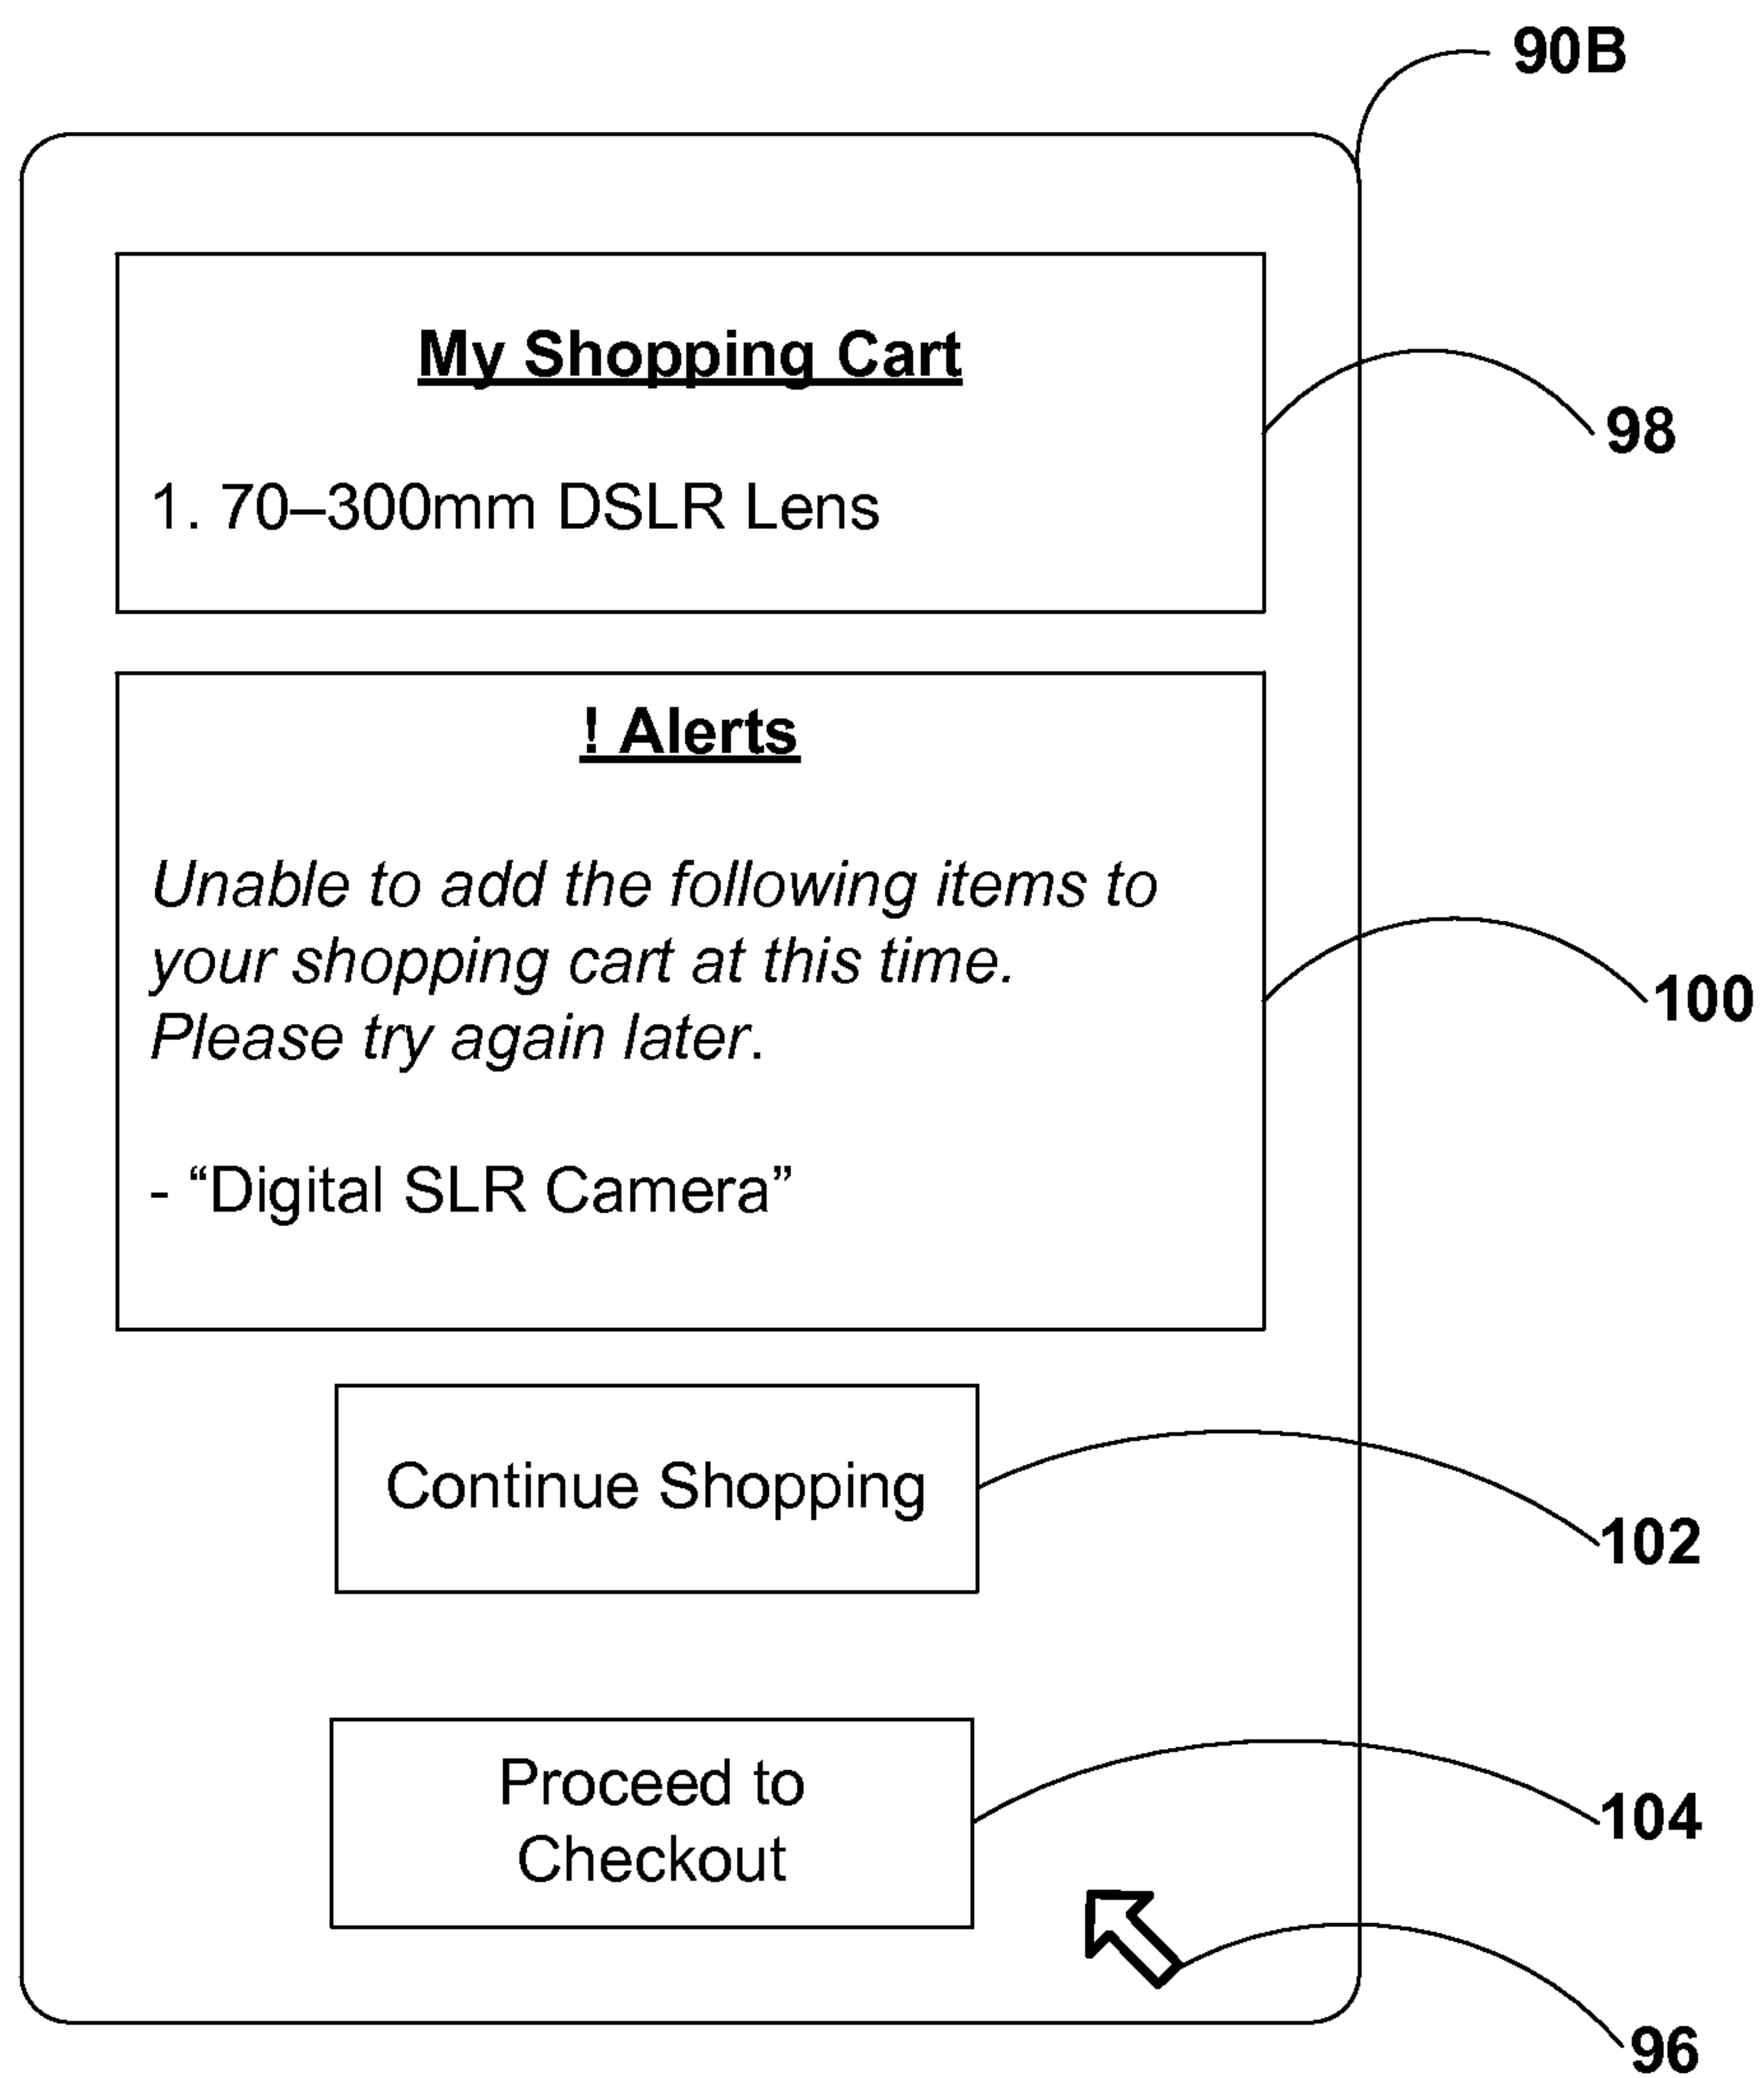 90B
My Shopping Cart
98
1. 70–300mm DSLR Lens
! Alerts
Unable to add the following items to
your shopping cart at this time.
100
Please try again later.
- “Digital SLR Camera”
Continue Shopping
102
Proceed to
104
Checkout
96